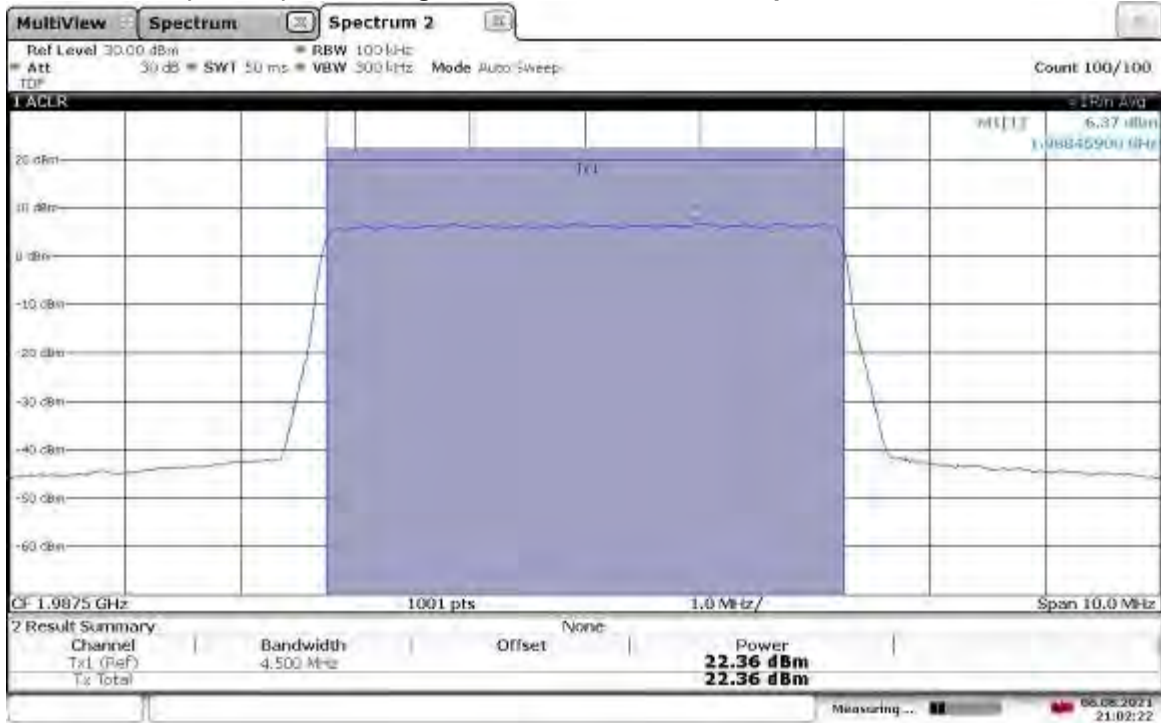 MultiView Spectrum Spectrum 2
Ref Level 30.00 dBm RBW 100 kHz
Att 30 dB SWT 50 ms VBW 300 kHz Mode Auto Sweep Count 100/100
TDF
1 ACLR 1Rm Avg
M1[1] 6.37 dBm
1.98845900 GHz
20 dBm
Tx1
10 dBm
0 dBm
-10 dBm
-20 dBm
-30 dBm
-40 dBm
-50 dBm
-60 dBm
CF 1.9875 GHz 1001 pts 1.0 MHz/ Span 10.0 MHz
2 Result Summary None
Channel Bandwidth Offset Power
Tx1 (Ref) 4.500 MHz 22.36 dBm
Tx Total 22.36 dBm
Measuring... 06.08.2021
21:02:22